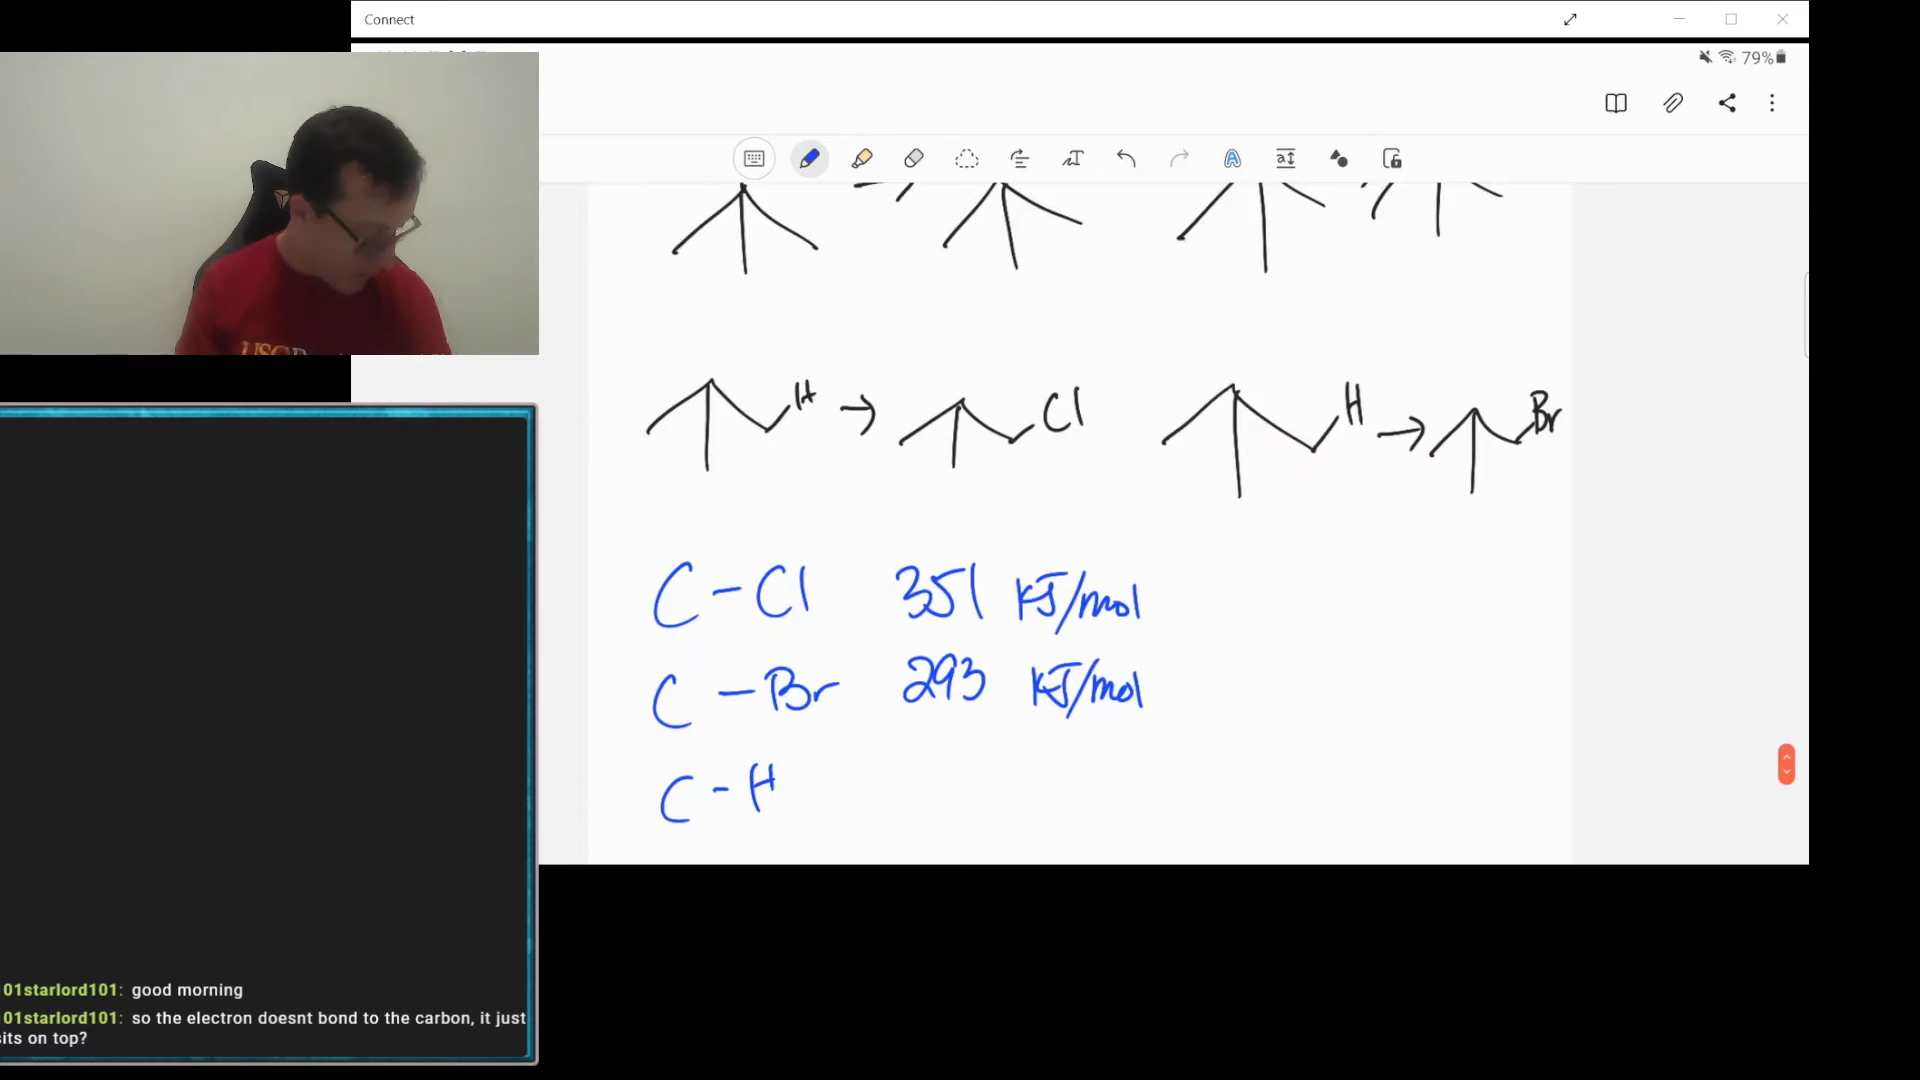 Connect
79%
H → Cl H → Br
C - Cl 351 kJ/mol
C - Br 293 kJ/mol
C - H
01starlord101: good morning
01starlord101: so the electron doesnt bond to the carbon, it just
sits on top?